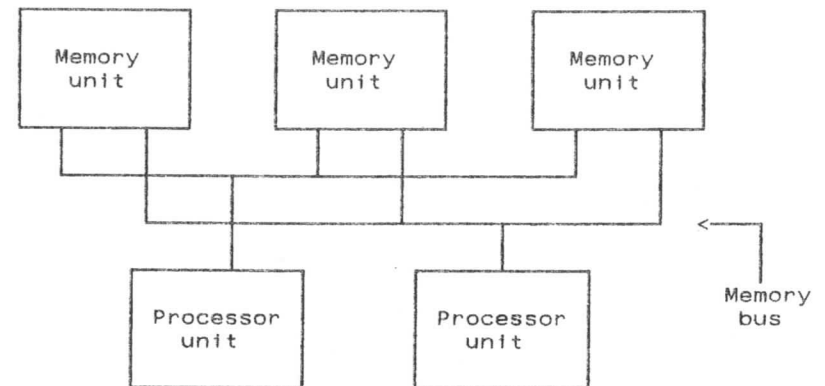 Memory
unit
Memory
unit
Memory
unit
Processor
unit
Processor
unit
Memory
bus